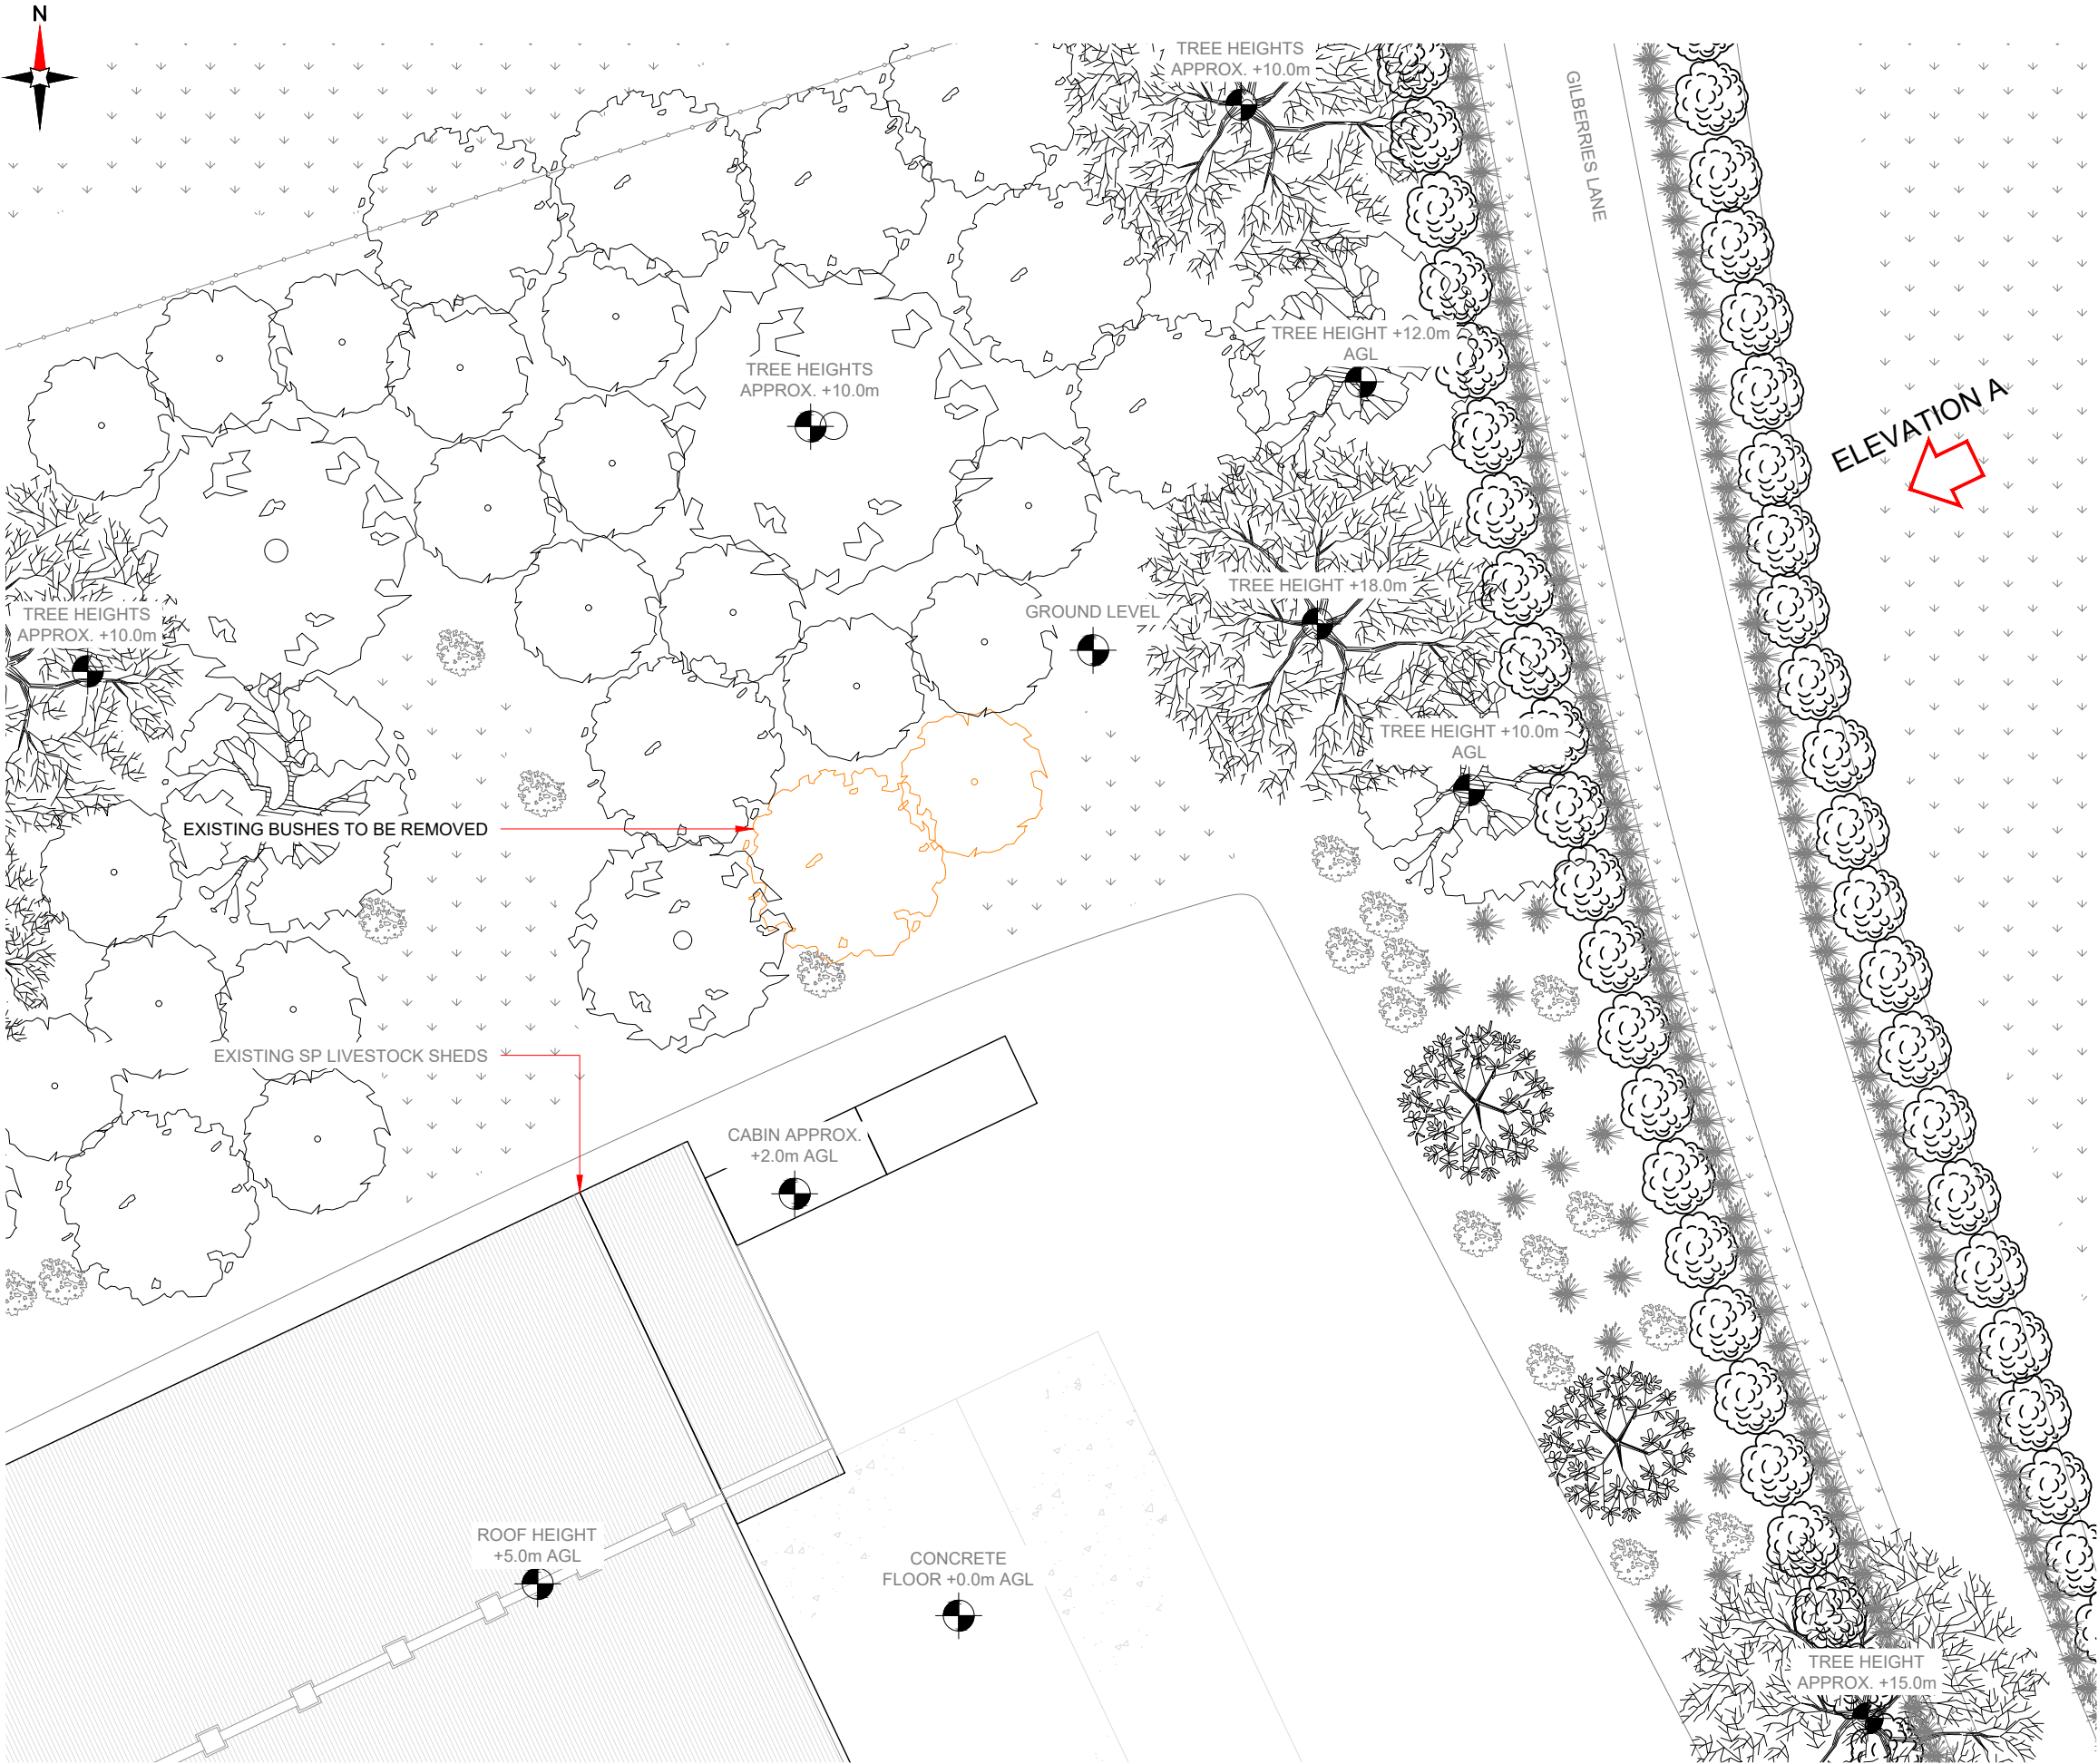 N
TREE HEIGHTS
APPROX. +10.0m
GILBERRIES LANE
TREE HEIGHT +12.0m
AGL
TREE HEIGHTS
APPROX. +10.0m
ELEVATION A
TREE HEIGHT +18.0m
GROUND LEVEL
TREE HEIGHTS
APPROX. +10.0m
TREE HEIGHT +10.0m
AGL
EXISTING BUSHES TO BE REMOVED
EXISTING SP LIVESTOCK SHEDS
CABIN APPROX.
+2.0m AGL
ROOF HEIGHT
+5.0m AGL
CONCRETE
FLOOR +0.0m AGL
TREE HEIGHT
APPROX. +15.0m